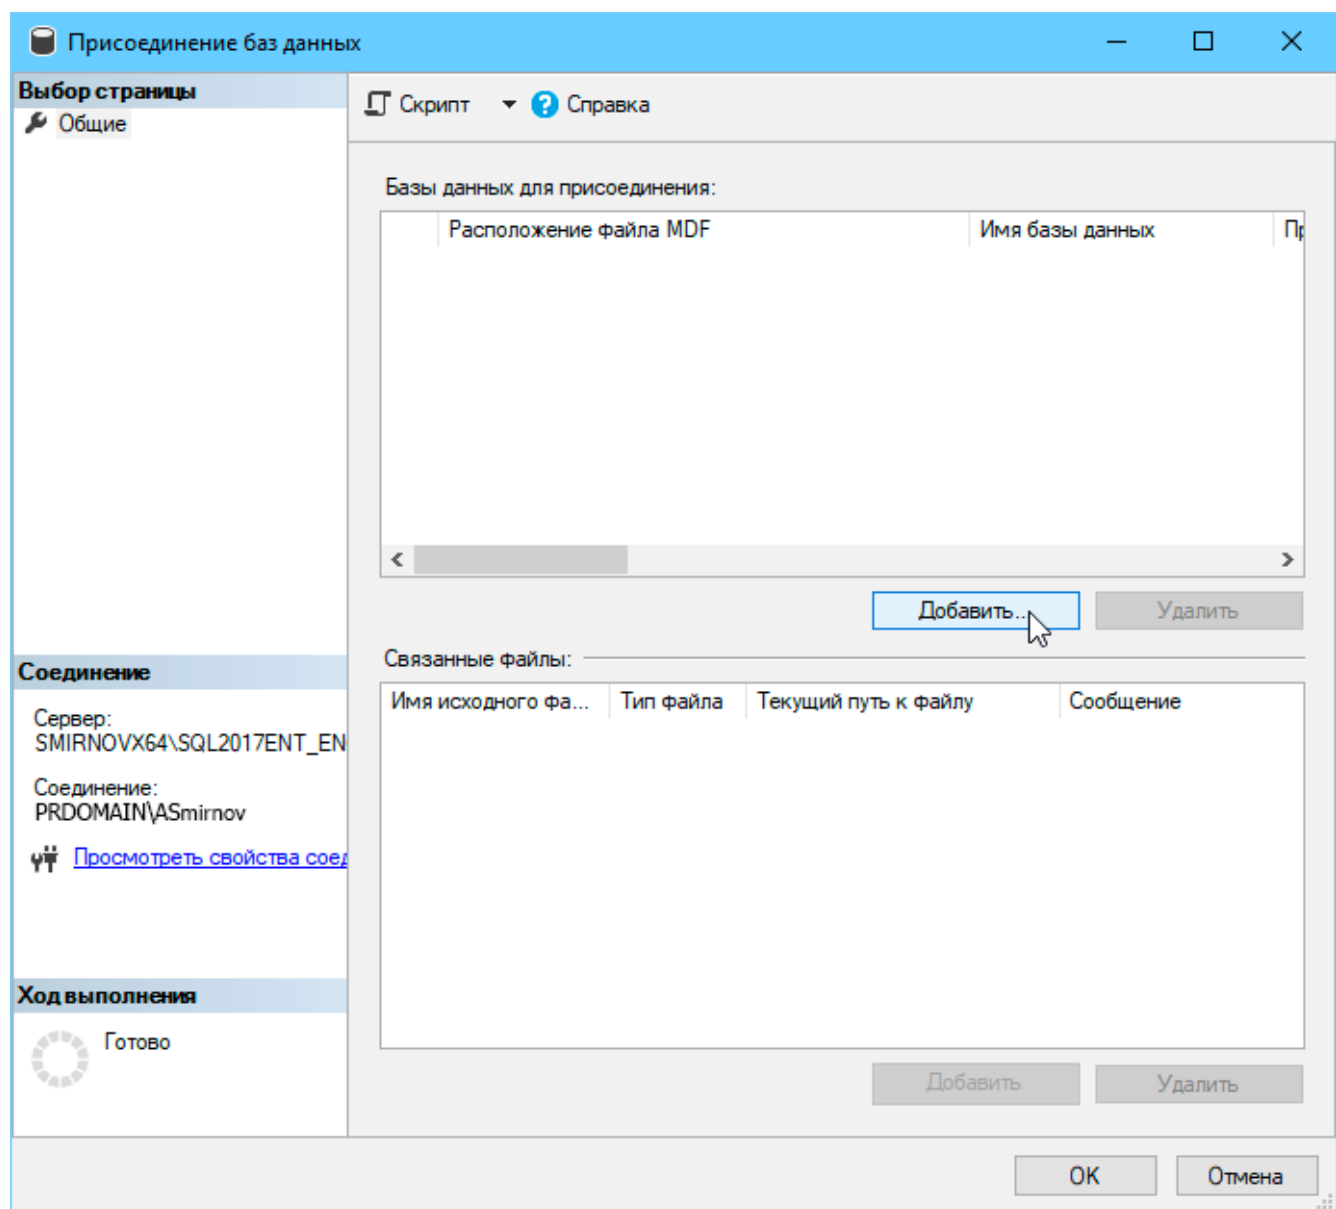 Присоединение баз данных
Выбор страницы
Общие
Скрипт
Справка
Базы данных для присоединения:
Расположение файла MDF
Имя базы данных
Пр
Добавить...
Удалить
Связанные файлы:
Имя исходного фа...
Тип файла
Текущий путь к файлу
Сообщение
Добавить
Удалить
Соединение
Сервер:
SMIRNOVX64\SQL2017ENT_EN
Соединение:
PRDOMAIN\ASmirnov
Просмотреть свойства соед
Ход выполнения
Готово
OK
Отмена